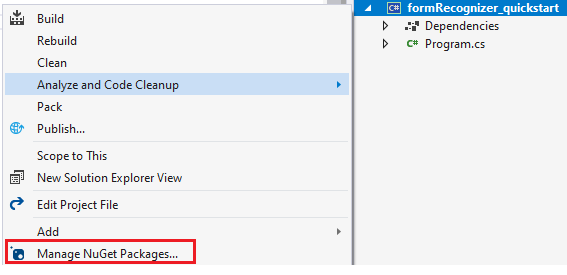 Build
Rebuild
Clean
Analyze and Code Cleanup
Pack
Publish...
Scope to This
New Solution Explorer View
Edit Project File
Add
Manage NuGet Packages...
C# formRecognizer_quickstart
Dependencies
C# Program.cs